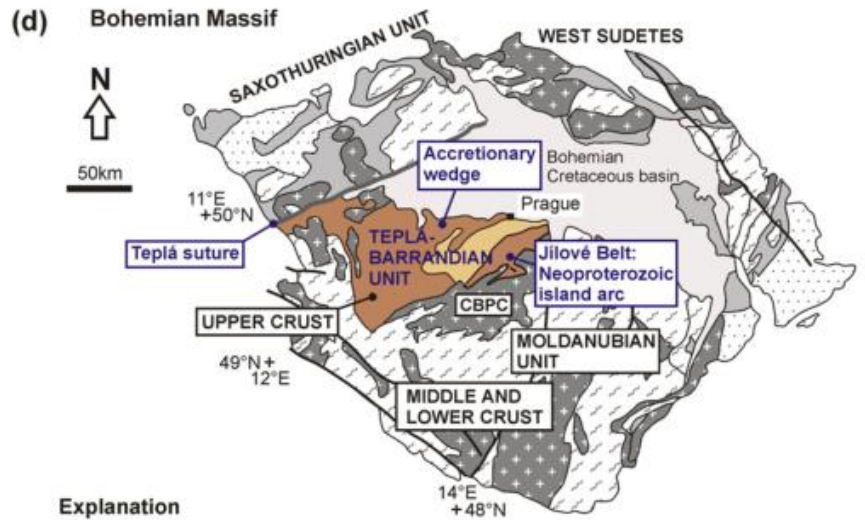 (d)
Bohemian Massif
SAXOTHURINGIAN UNIT
WEST SUDETES
N
50km
Accretionary
wedge
Bohemian
Cretaceous basin
11°E
+50°N
Prague
Teplá suture
TEPLÁ-
BARRANDIAN
UNIT
Jílové Belt:
Neoproterozoic
island arc
CBPC
UPPER CRUST
MOLDANUBIAN
UNIT
49°N +
12°E
MIDDLE AND
LOWER CRUST
14°E
+48°N
Explanation